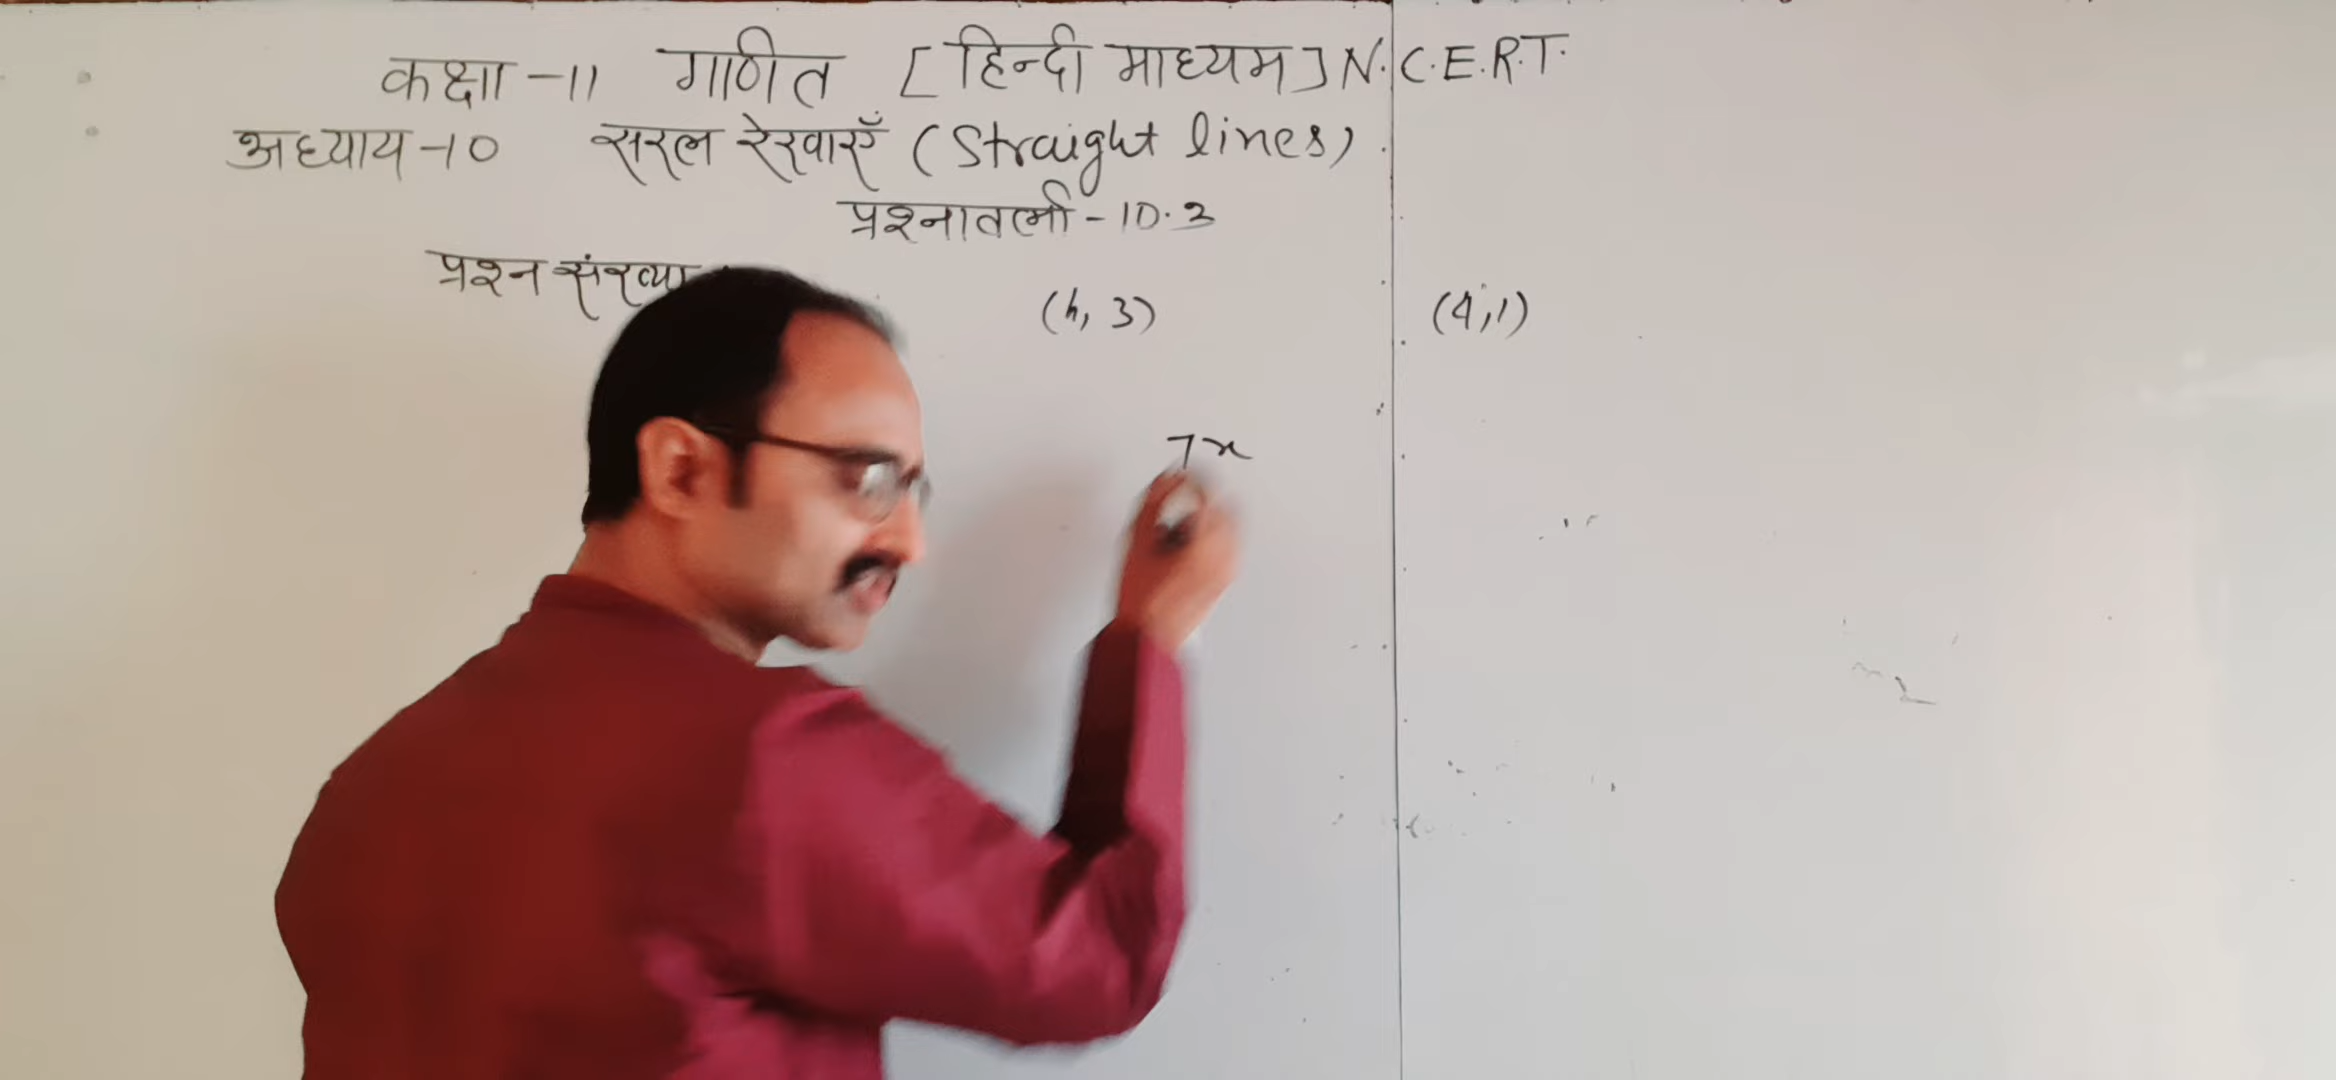 कक्षा -11 गणित [हिन्दी माध्यम] N.C.E.R.T.
अध्याय -10 सरल रेखाएँ (Straight lines)
प्रश्नावली - 10.3
प्रश्न संख्या
(h, 3) (4, 1)
7x